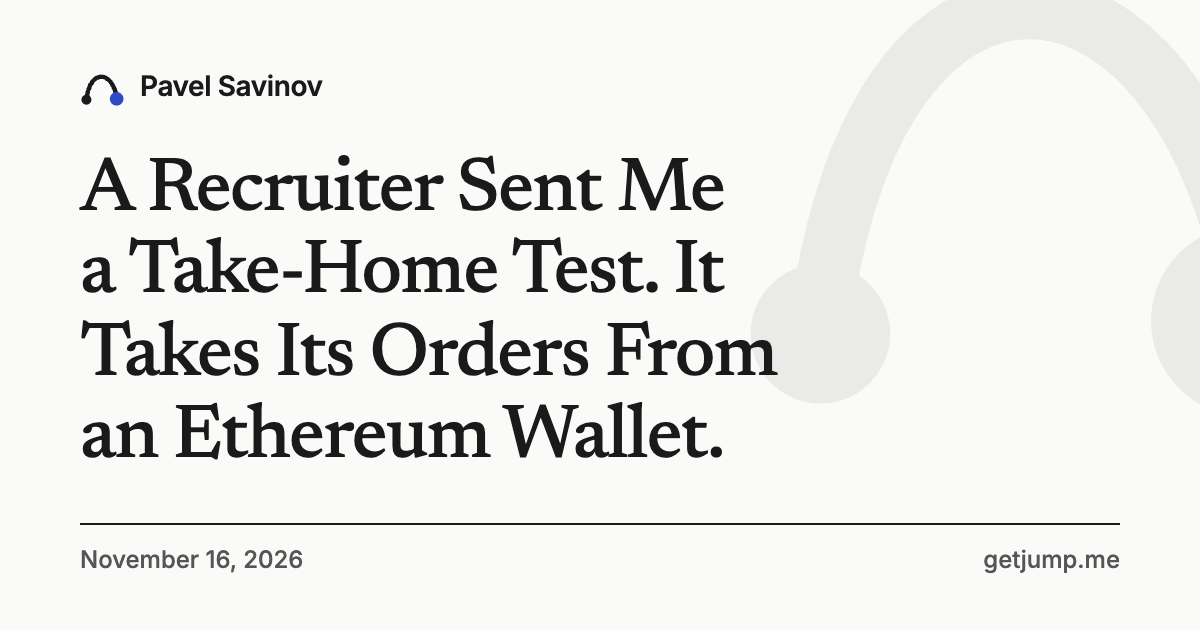 Pavel Savinov
A Recruiter Sent Me
a Take-Home Test. It
Takes Its Orders From
an Ethereum Wallet.
November 16, 2026
getjump.me